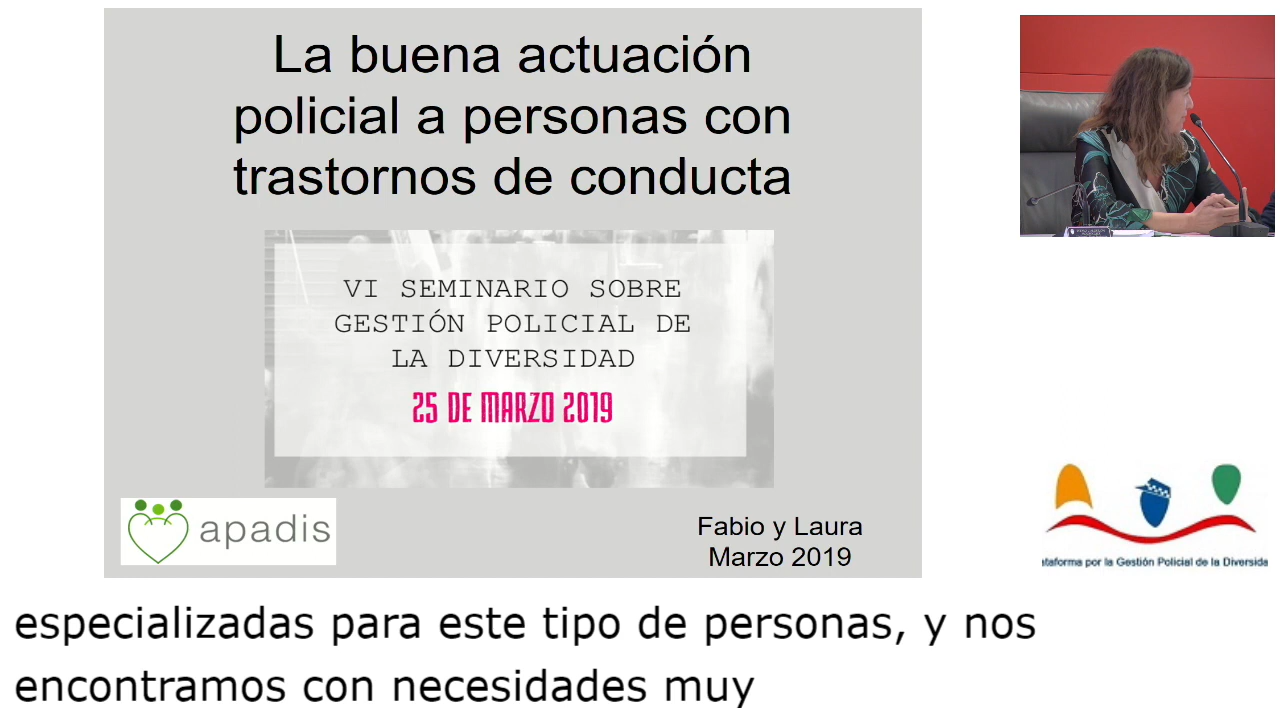 La buena actuación
policial a personas con
trastornos de conducta
VI SEMINARIO SOBRE
GESTIÓN POLICIAL DE
LA DIVERSIDAD
25 DE MARZO 2019
apadis
Fabio y Laura
Marzo 2019
ataforma por la Gestión Policial de la Diversida
especializadas para este tipo de personas, y nos
encontramos con necesidades muy